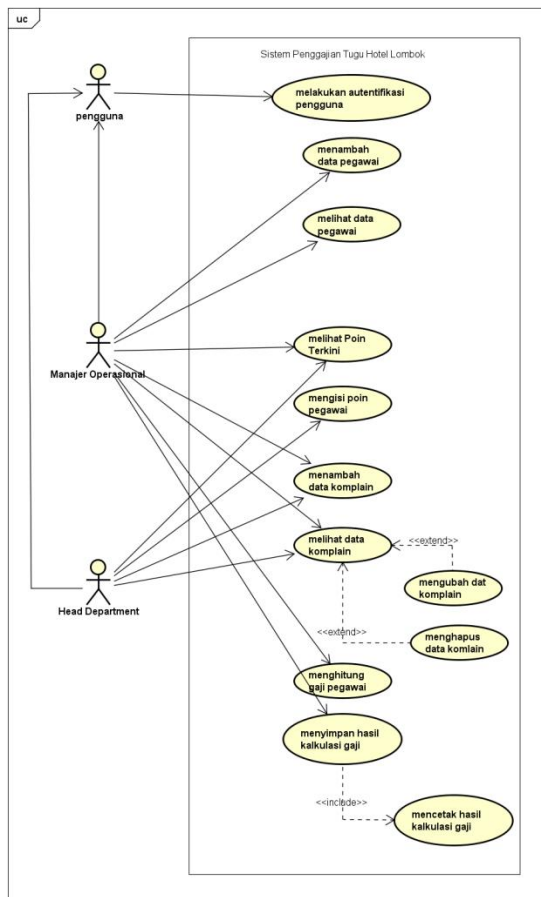 uc
Sistem Penggajian Tugu Hotel Lombok
pengguna
melakukan autentifikasi
pengguna
menambah
data pegawai
melihat data
pegawai
Manajer Operasional
melihat Poin
Terkini
mengisi poin
pegawai
menambah
data komplain
melihat data
komplain
<<extend>>
mengubah dat
komplain
Head Department
<<extend>>
menghapus
data komlain
menghitung
gaji pegawai
menyimpan hasil
kalkulasi gaji
<<include>>
mencetak hasil
kalkulasi gaji